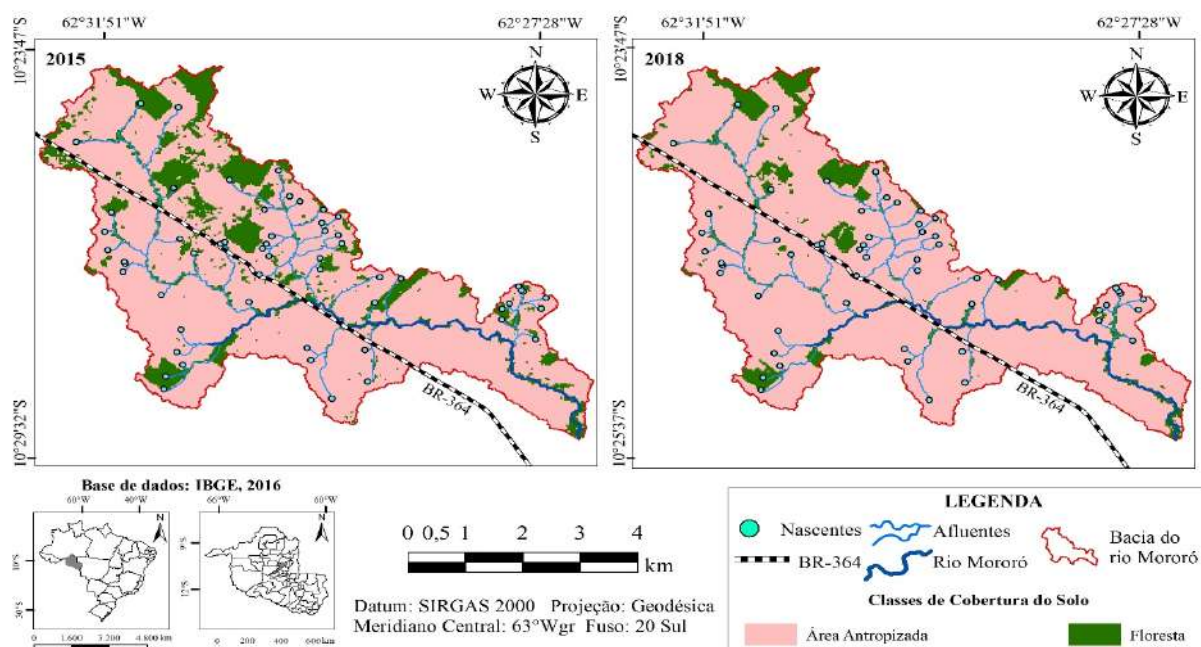 62°31'51"W 62°27'28"W 62°31'51"W 62°27'28"W
10°23'47"S
2015
N
W E
S
BR-364
10°29'32"S
10°23'47"S
2018
N
W E
S
BR-364
10°25'37"S
Base de dados: IBGE, 2016
60°W 40°W
N
10°S
30°S
0 1.600 3.200 4.800 km
66°W 60°W
N
9°S
12°S
0 200 400 600 km
0 0,5 1 2 3 4
km
Datum: SIRGAS 2000 Projeção: Geodésica
Meridiano Central: 63°Wgr Fuso: 20 Sul
LEGENDA
Nascentes Afluentes Bacia do
rio Mororó
BR-364 Rio Mororó
Classes de Cobertura do Solo
Área Antropizada Floresta